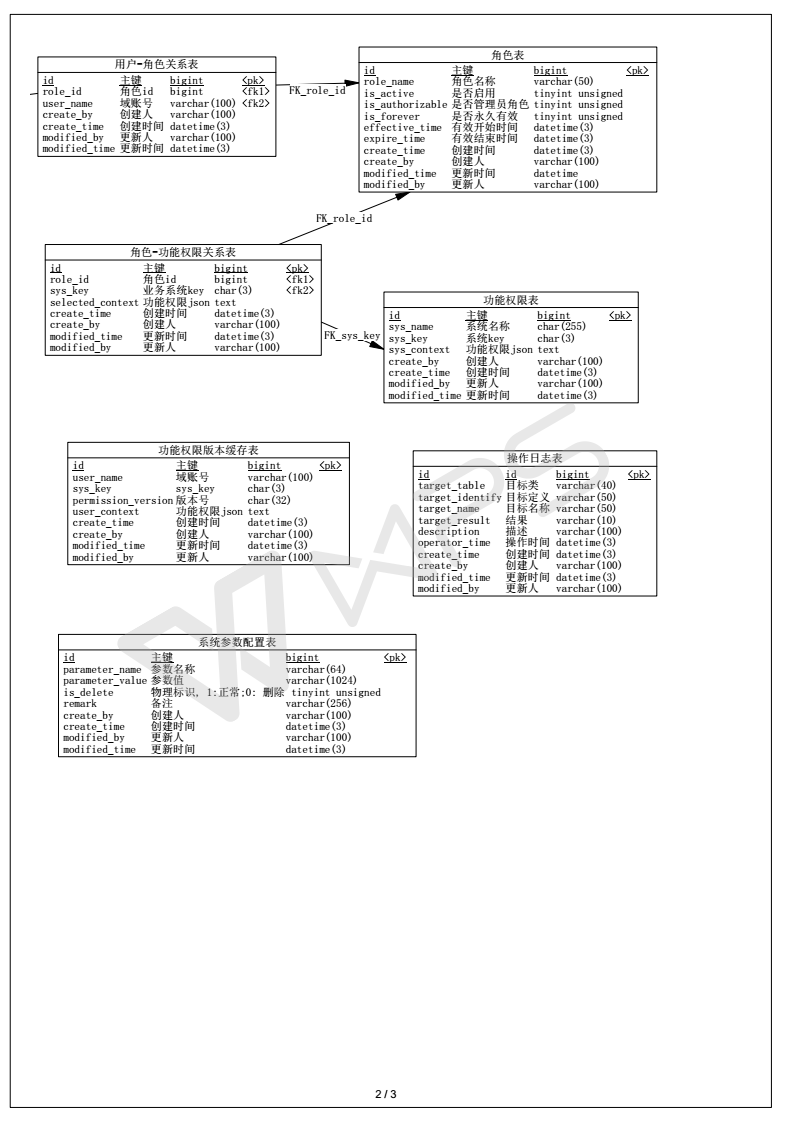 用户-角色关系表
id 主键 bigint <pk>
role_id 角色id bigint <fk1>
user_name 域账号 varchar(100) <fk2>
create_by 创建人 varchar(100)
create_time 创建时间 datetime(3)
modified_by 更新人 varchar(100)
modified_time 更新时间 datetime(3)
FK_role_id
角色表
id 主键 bigint <pk>
role_name 角色名称 varchar(50)
is_active 是否启用 tinyint unsigned
is_authorizable 是否管理员角色 tinyint unsigned
is_forever 是否永久有效 tinyint unsigned
effective_time 有效开始时间 datetime(3)
expire_time 有效结束时间 datetime(3)
create_time 创建时间 datetime(3)
create_by 创建人 varchar(100)
modified_time 更新时间 datetime
modified_by 更新人 varchar(100)
FK_role_id
角色-功能权限关系表
id 主键 bigint <pk>
role_id 角色id bigint <fk1>
sys_key 业务系统key char(3) <fk2>
selected_context 功能权限json text
create_time 创建时间 datetime(3)
create_by 创建人 varchar(100)
modified_time 更新时间 datetime(3)
modified_by 更新人 varchar(100)
FK_sys_key
功能权限表
id 主键 bigint <pk>
sys_name 系统名称 char(255)
sys_key 系统key char(3)
sys_context 功能权限json text
create_by 创建人 varchar(100)
create_time 创建时间 datetime(3)
modified_by 更新人 varchar(100)
modified_time 更新时间 datetime(3)
功能权限版本缓存表
id 主键 bigint <pk>
user_name 域账号 varchar(100)
sys_key sys_key char(3)
permission_version 版本号 char(32)
user_context 功能权限json text
create_time 创建时间 datetime(3)
create_by 创建人 varchar(100)
modified_time 更新时间 datetime(3)
modified_by 更新人 varchar(100)
操作日志表
id id bigint <pk>
target_table 目标类 varchar(40)
target_identify 目标定义 varchar(50)
target_name 目标名称 varchar(50)
target_result 结果 varchar(10)
description 描述 varchar(100)
operator_time 操作时间 datetime(3)
create_time 创建时间 datetime(3)
create_by 创建人 varchar(100)
modified_time 更新时间 datetime(3)
modified_by 更新人 varchar(100)
WPS
系统参数配置表
id 主键 bigint <pk>
parameter_name 参数名称 varchar(64)
parameter_value 参数值 varchar(1024)
is_delete 物理标识, 1:正常;0: 删除 tinyint unsigned
remark 备注 varchar(256)
create_by 创建人 varchar(100)
create_time 创建时间 datetime(3)
modified_by 更新人 varchar(100)
modified_time 更新时间 datetime(3)
2 / 3